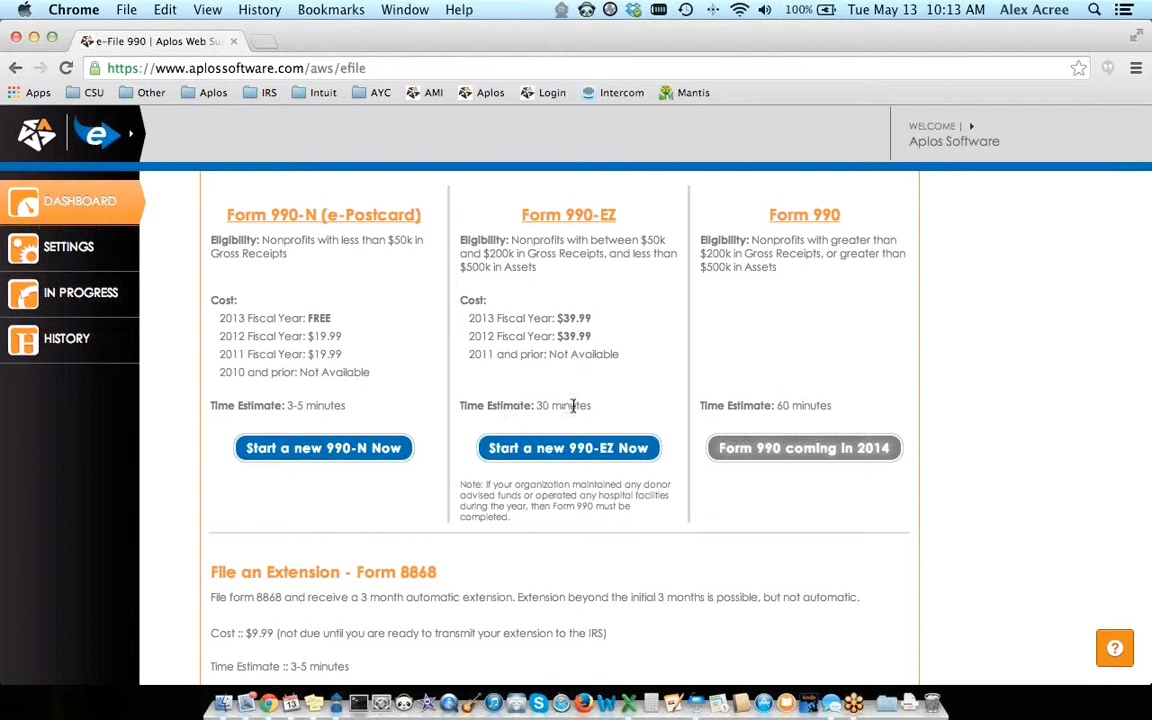 Chrome File Edit View History Bookmarks Window Help 100% Tue May 13 10:13 AM Alex Acree
e-File 990 | Aplos Web Su
https://www.aplossoftware.com/aws/efile
Apps CSU Other Aplos IRS Intuit AYC AMI Aplos Login Intercom Mantis
e
WELCOME |
Aplos Software
DASHBOARD
SETTINGS
IN PROGRESS
HISTORY
Form 990-N (e-Postcard)
Eligibility: Nonprofits with less than $50k in
Gross Receipts
Cost:
2013 Fiscal Year: FREE
2012 Fiscal Year: $19.99
2011 Fiscal Year: $19.99
2010 and prior: Not Available
Time Estimate: 3-5 minutes
Start a new 990-N Now
Form 990-EZ
Eligibility: Nonprofits with between $50k
and $200k in Gross Receipts, and less than
$500k in Assets
Cost:
2013 Fiscal Year: $39.99
2012 Fiscal Year: $39.99
2011 and prior: Not Available
Time Estimate: 30 minutes
Start a new 990-EZ Now
Note: If your organization maintained any donor
advised funds or operated any hospital facilities
during the year, then Form 990 must be
completed.
Form 990
Eligibility: Nonprofits with greater than
$200k in Gross Receipts, or greater than
$500k in Assets
Time Estimate: 60 minutes
Form 990 coming in 2014
File an Extension - Form 8868
File form 8868 and receive a 3 month automatic extension. Extension beyond the initial 3 months is possible, but not automatic.
Cost :: $9.99 (not due until you are ready to transmit your extension to the IRS)
Time Estimate :: 3-5 minutes
?